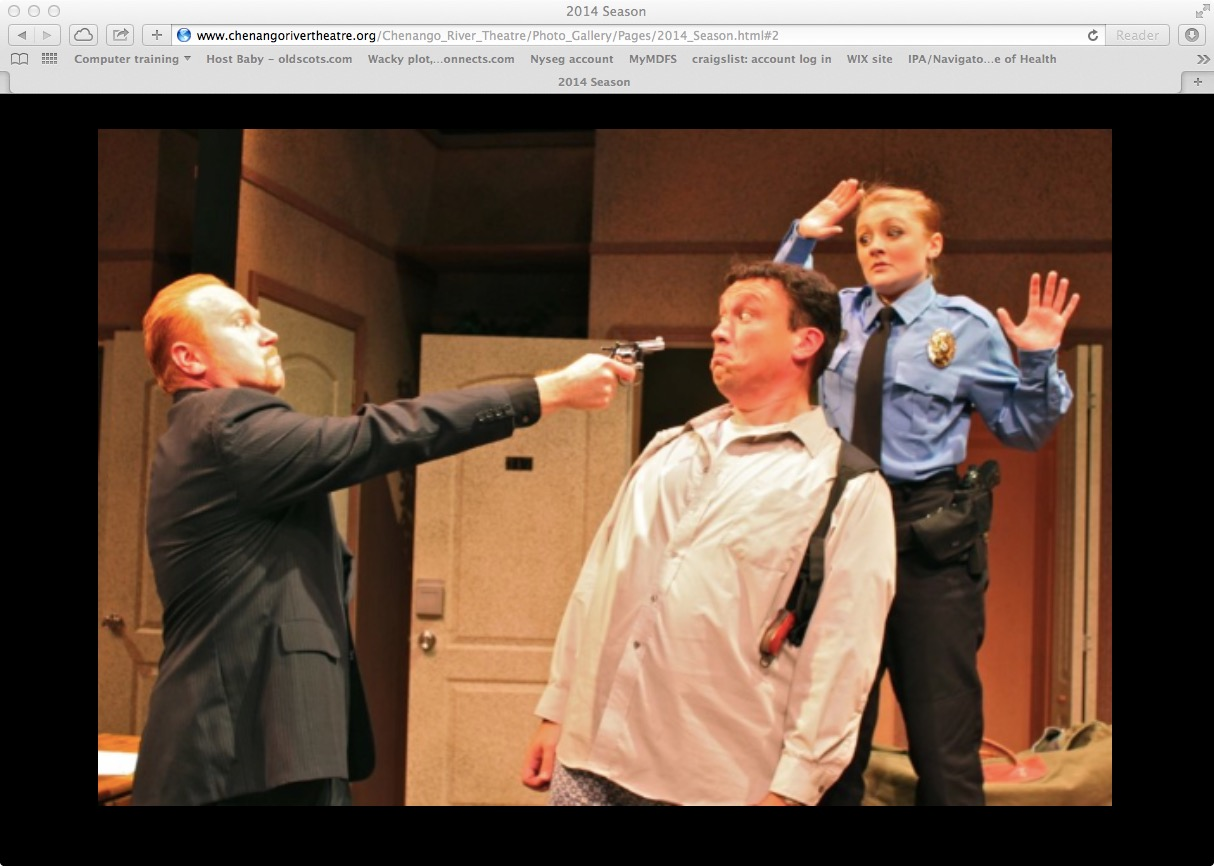 2014 Season
www.chenangorivertheatre.org/Chenango_River_Theatre/Photo_Gallery/Pages/2014_Season.html#2
Reader
Computer training Host Baby – oldscots.com Wacky plot,...onnects.com Nyseg account MyMDFS craigslist: account log in WIX site IPA/Navigato...e of Health
2014 Season